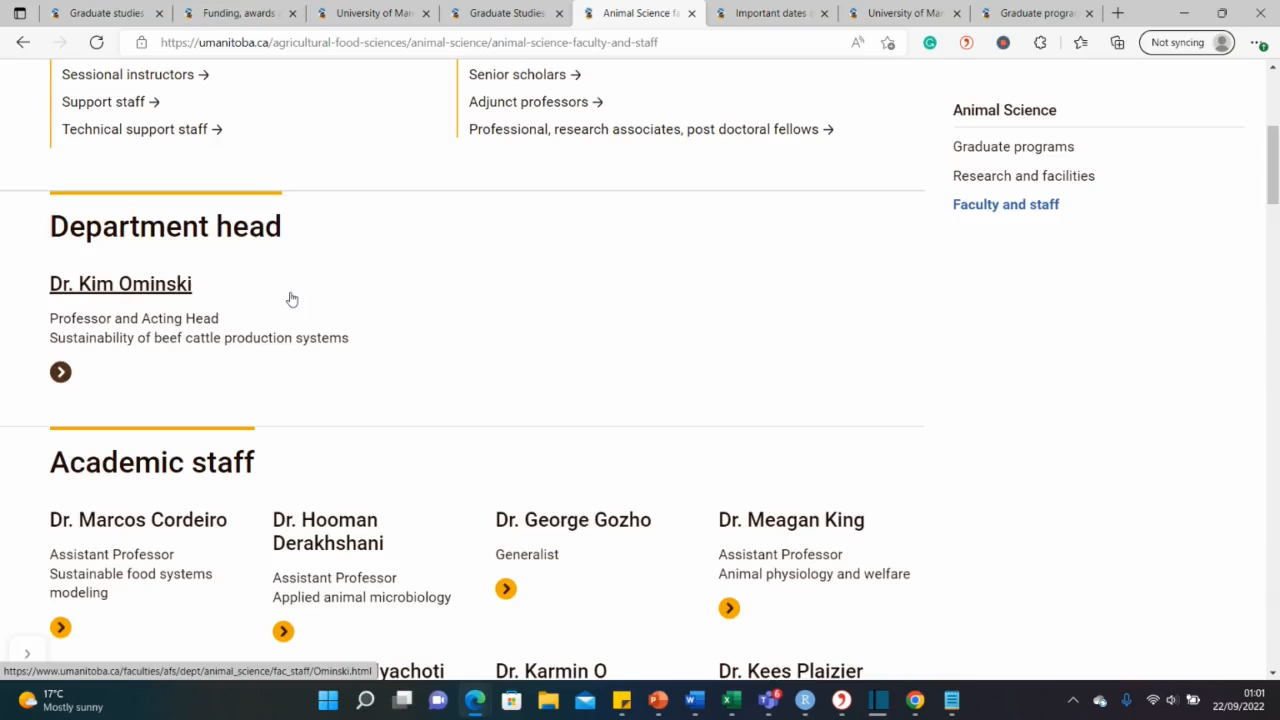 Graduate studies
Funding, awards
University of Man
Graduate Studies
Animal Science fa
Important dates
University of Man
Graduate program
https://umanitoba.ca/agricultural-food-sciences/animal-science/animal-science-faculty-and-staff
Not syncing
Sessional instructors →
Support staff →
Technical support staff →
Senior scholars →
Adjunct professors →
Professional, research associates, post doctoral fellows →
Animal Science
Graduate programs
Research and facilities
Faculty and staff
Department head
Dr. Kim Ominski
Professor and Acting Head
Sustainability of beef cattle production systems
Academic staff
Dr. Marcos Cordeiro
Assistant Professor
Sustainable food systems
modeling
Dr. Hooman
Derakhshani
Assistant Professor
Applied animal microbiology
Dr. George Gozho
Generalist
Dr. Meagan King
Assistant Professor
Animal physiology and welfare
yachoti
Dr. Karmin O
Dr. Kees Plaizier
https://www.umanitoba.ca/faculties/afs/dept/animal_science/fac_staff/Ominski.html
17°C
Mostly sunny
6
01:01
22/09/2022